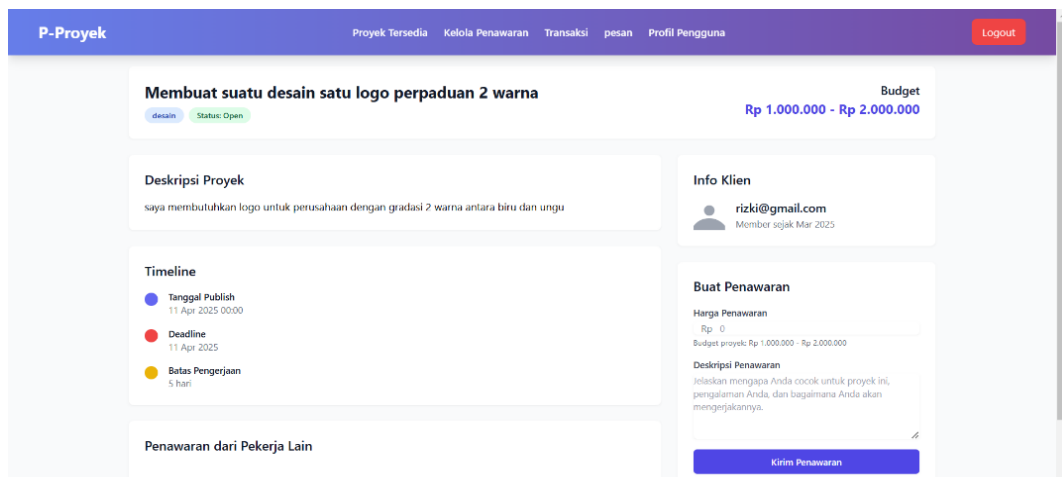 P-Proyek
Proyek Tersedia Kelola Penawaran Transaksi pesan Profil Pengguna
Logout
Membuat suatu desain satu logo perpaduan 2 warna
desain Status: Open
Budget
Rp 1.000.000 - Rp 2.000.000
Deskripsi Proyek
saya membutuhkan logo untuk perusahaan dengan gradasi 2 warna antara biru dan ungu
Timeline
Tanggal Publish
11 Apr 2025 00:00
Deadline
11 Apr 2025
Batas Pengerjaan
5 hari
Penawaran dari Pekerja Lain
Info Klien
rizki@gmail.com
Member sejak Mar 2025
Buat Penawaran
Harga Penawaran
Rp 0
Budget proyek: Rp 1.000.000 - Rp 2.000.000
Deskripsi Penawaran
Jelaskan mengapa Anda cocok untuk proyek ini,
pengalaman Anda, dan bagaimana Anda akan
mengerjakannya.
Kirim Penawaran